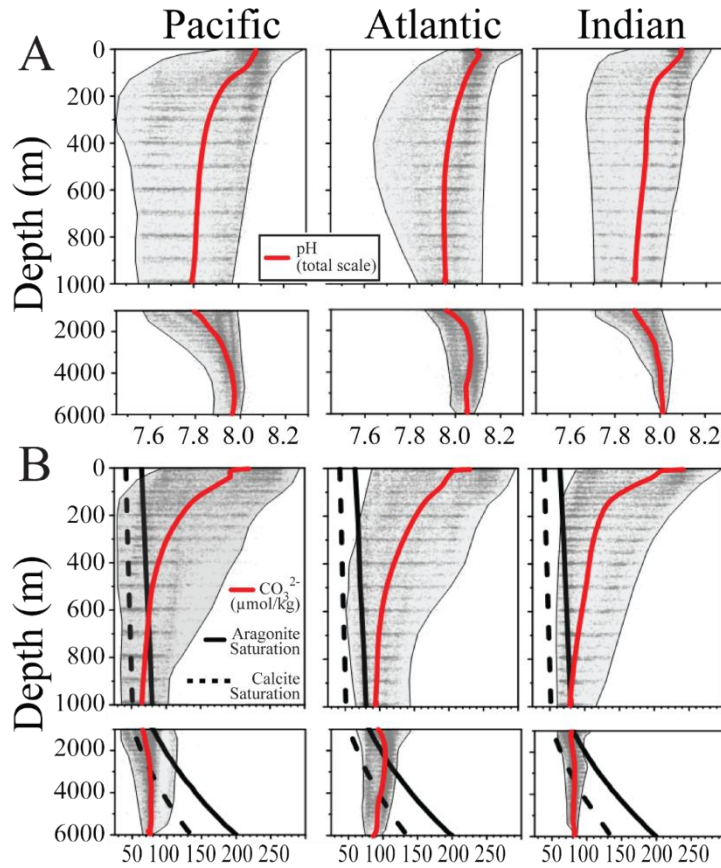 Pacific Atlantic Indian
A
Depth (m)
0
200
400
600
800
1000
pH
(total scale)
2000
4000
6000
7.6 7.8 8.0 8.2 7.6 7.8 8.0 8.2 7.6 7.8 8.0 8.2
B
Depth (m)
0
200
400
600
800
1000
CO₃²⁻
(µmol/kg)
Aragonite
Saturation
Calcite
Saturation
2000
4000
6000
50 100 150 200 250 50 100 150 200 250 50 100 150 200 250